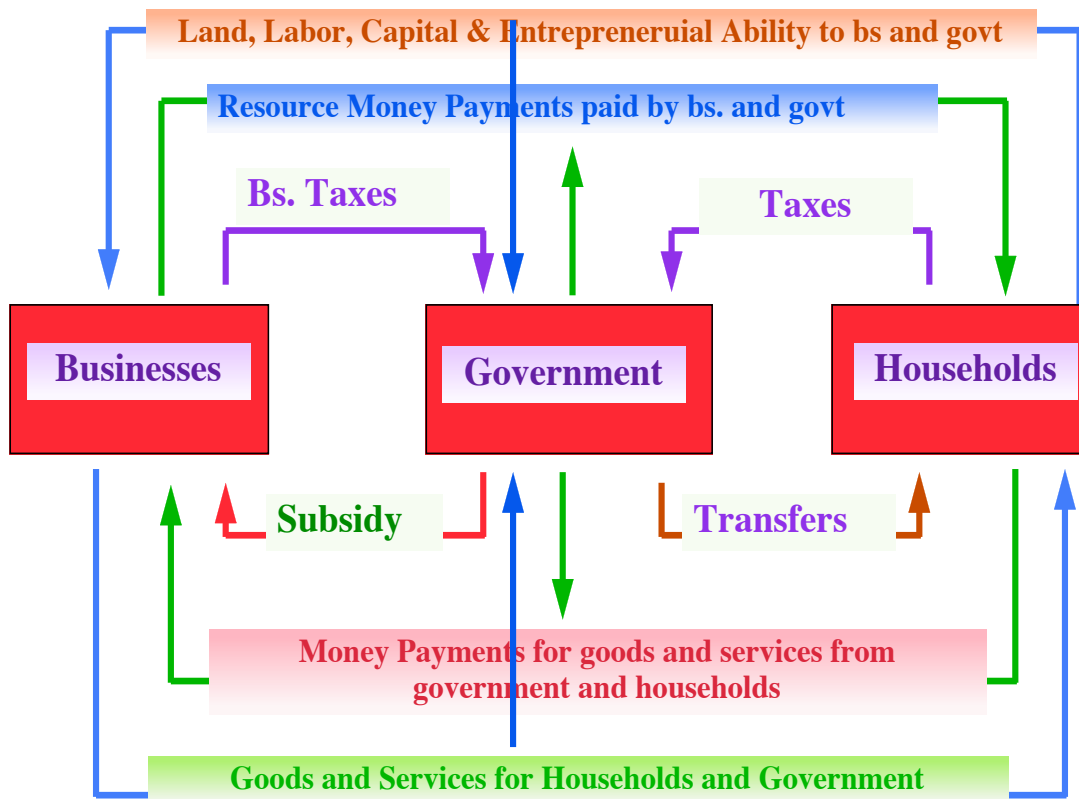 Land, Labor, Capital & Entrepreneruial Ability to bs and govt
Resource Money Payments paid by bs. and govt
Bs. Taxes
Taxes
Businesses
Government
Households
Subsidy
Transfers
Money Payments for goods and services from
government and households
Goods and Services for Households and Government